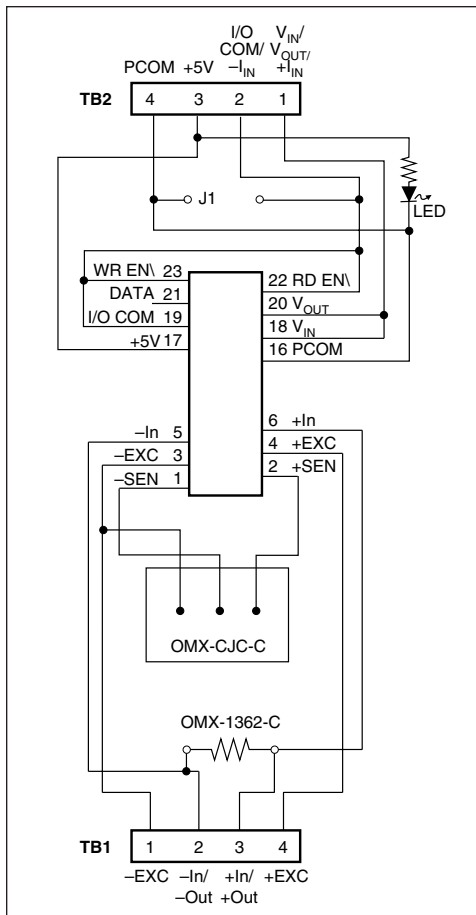 I/O V_IN/
COM/ V_OUT/
PCOM +5V –I_IN +I_IN
TB2 4 3 2 1
J1
LED
WR EN\ 23
22 RD EN\
DATA 21
20 V_OUT
I/O COM 19
18 V_IN
+5V 17
16 PCOM
6 +In
–In 5
4 +EXC
–EXC 3
2 +SEN
–SEN 1
OMX-CJC-C
OMX-1362-C
TB1 1 2 3 4
–EXC –In/ +In/ +EXC
–Out +Out